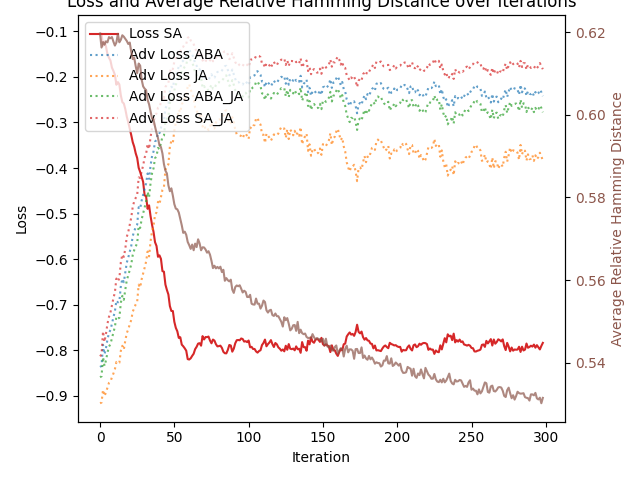 Loss and Average Relative Hamming Distance over Iterations
Loss SA
Adv Loss ABA
Adv Loss JA
Adv Loss ABA_JA
Adv Loss SA_JA
−0.1
−0.2
−0.3
−0.4
−0.5
−0.6
−0.7
−0.8
−0.9
Loss
0
50
100
150
200
250
300
Iteration
0.62
0.60
0.58
0.56
0.54
Average Relative Hamming Distance